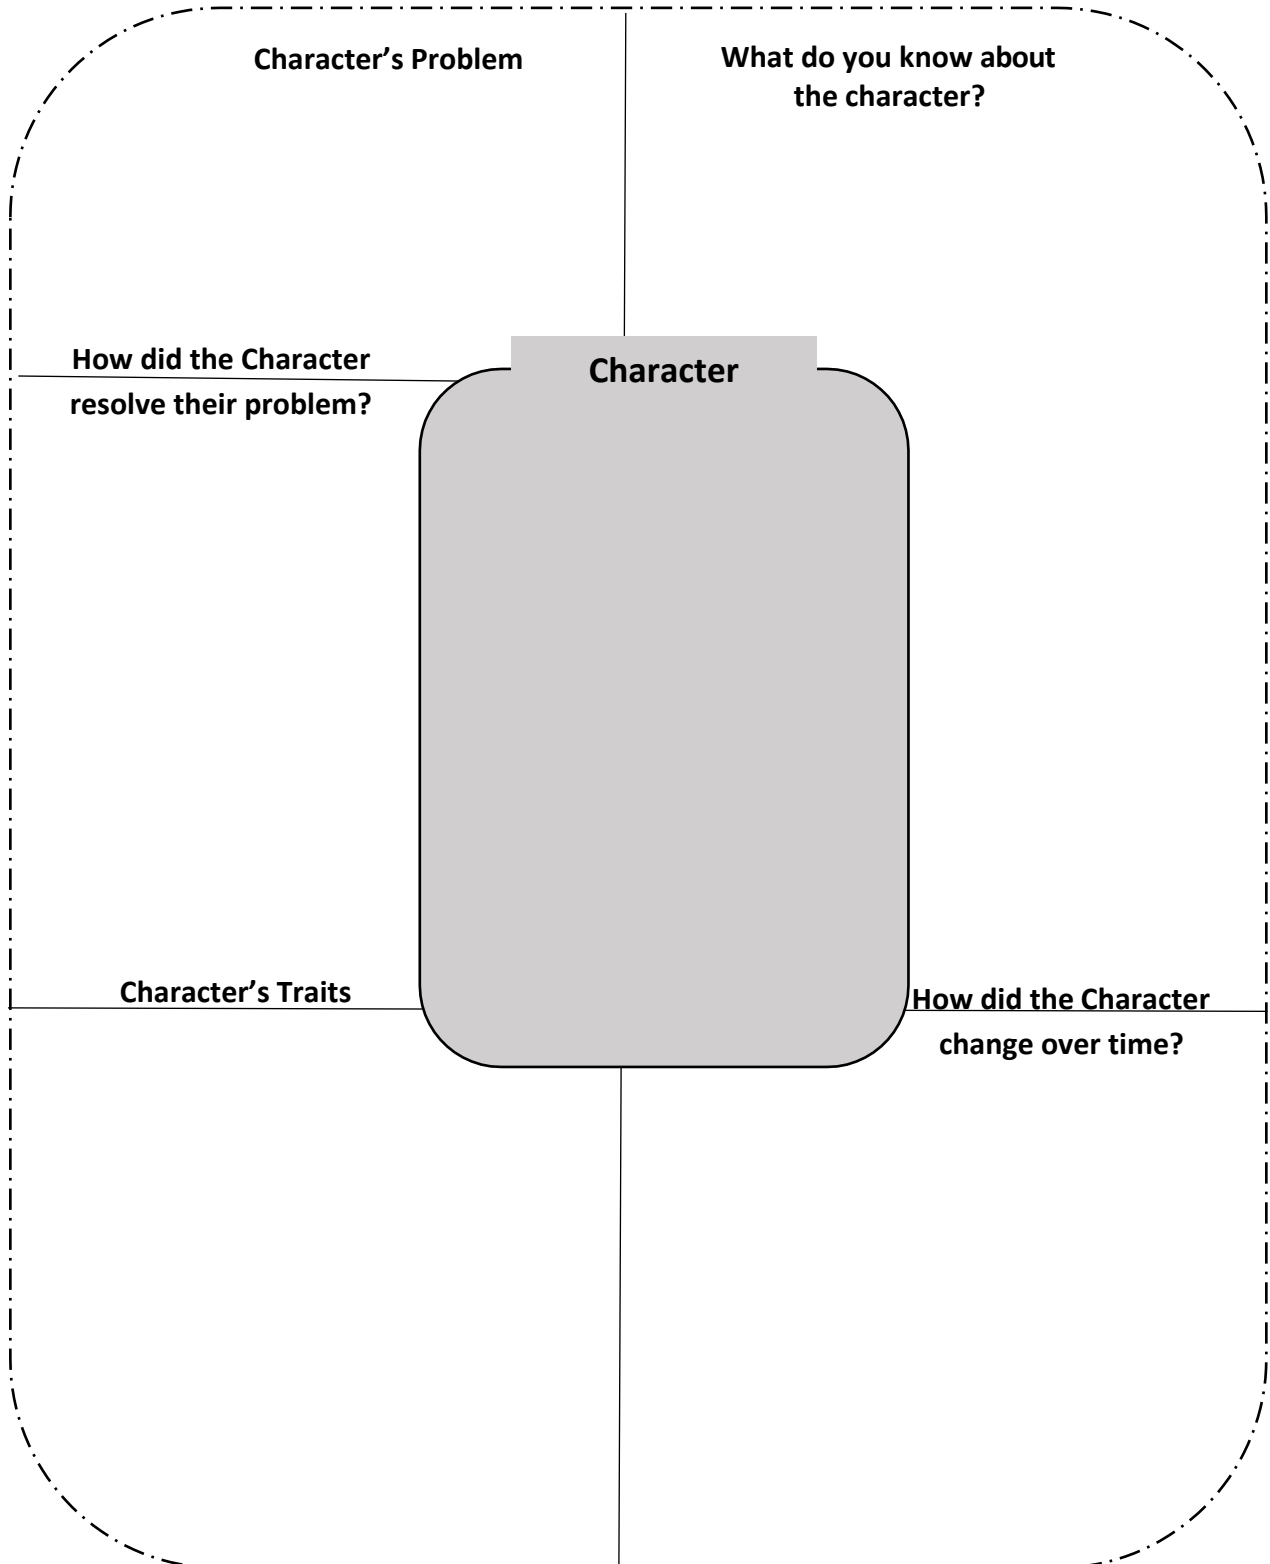 Character’s Problem
What do you know about
the character?
How did the Character
resolve their problem?
Character
Character’s Traits
How did the Character
change over time?